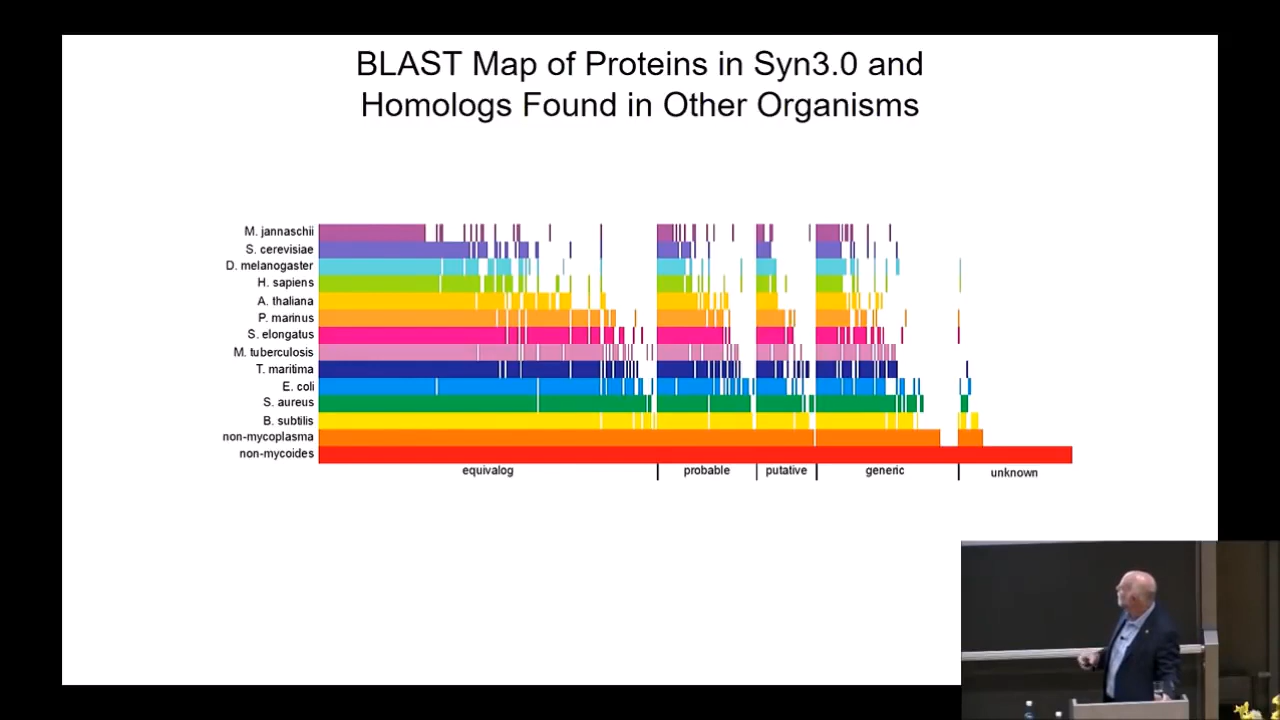 BLAST Map of Proteins in Syn3.0 and
Homologs Found in Other Organisms
M. jannaschii
S. cerevisiae
D. melanogaster
H. sapiens
A. thaliana
P. marinus
S. elongatus
M. tuberculosis
T. maritima
E. coli
S. aureus
B. subtilis
non-mycoplasma
non-mycoides
equivalog
probable
putative
generic
unknown